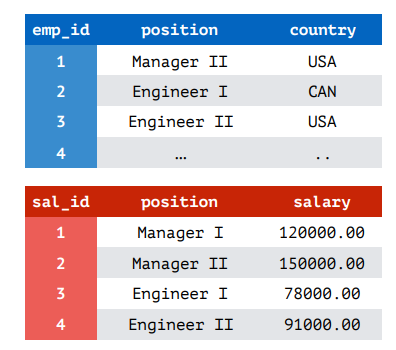 emp_id position country
1 Manager II USA
2 Engineer I CAN
3 Engineer II USA
4 … ..
sal_id position salary
1 Manager I 120000.00
2 Manager II 150000.00
3 Engineer I 78000.00
4 Engineer II 91000.00